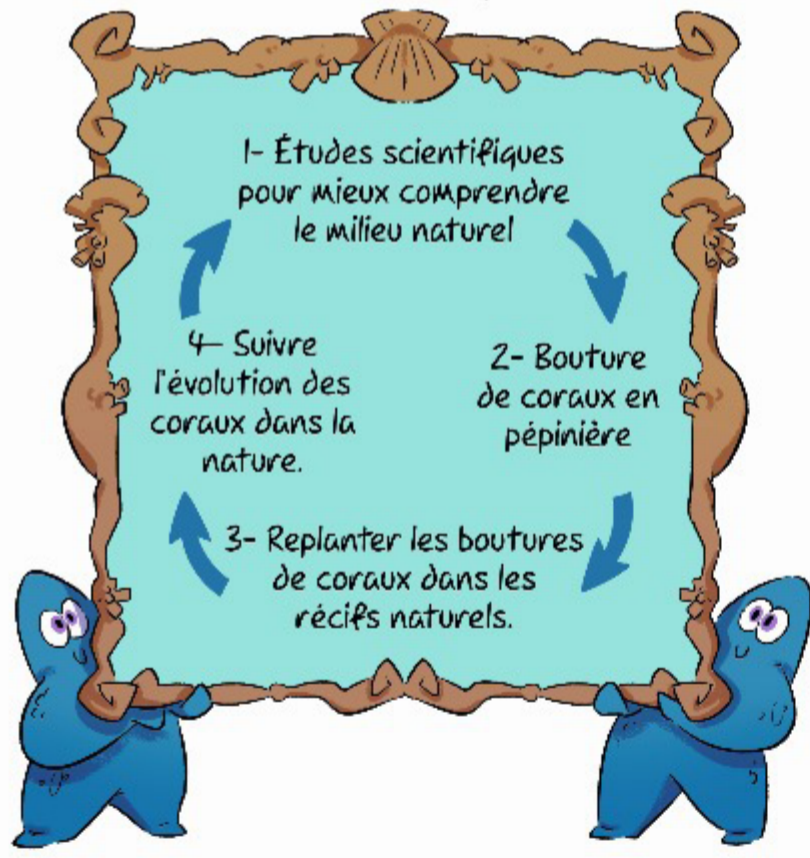 1- Études scientifiques
pour mieux comprendre
le milieu naturel
2- Bouture
de coraux en
pépinière
3- Replanter les boutures
de coraux dans les
récifs naturels.
4- Suivre
l'évolution des
coraux dans la
nature.